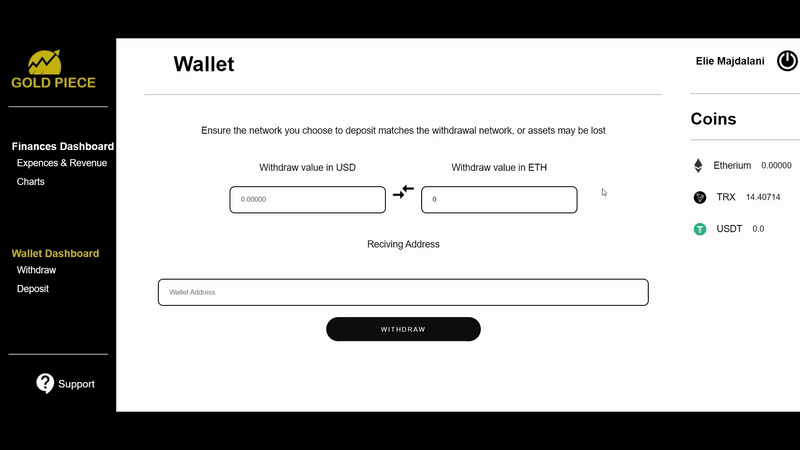 GOLD PIECE
Finances Dashboard
Expences & Revenue
Charts
Wallet Dashboard
Withdraw
Deposit
Support
Wallet
Ensure the network you choose to deposit matches the withdrawal network, or assets may be lost
Withdraw value in USD
Withdraw value in ETH
0.00000
0
Reciving Address
Wallet Address
WITHDRAW
Elie Majdalani
Coins
Etherium 0.00000
TRX 14.40714
USDT 0.0